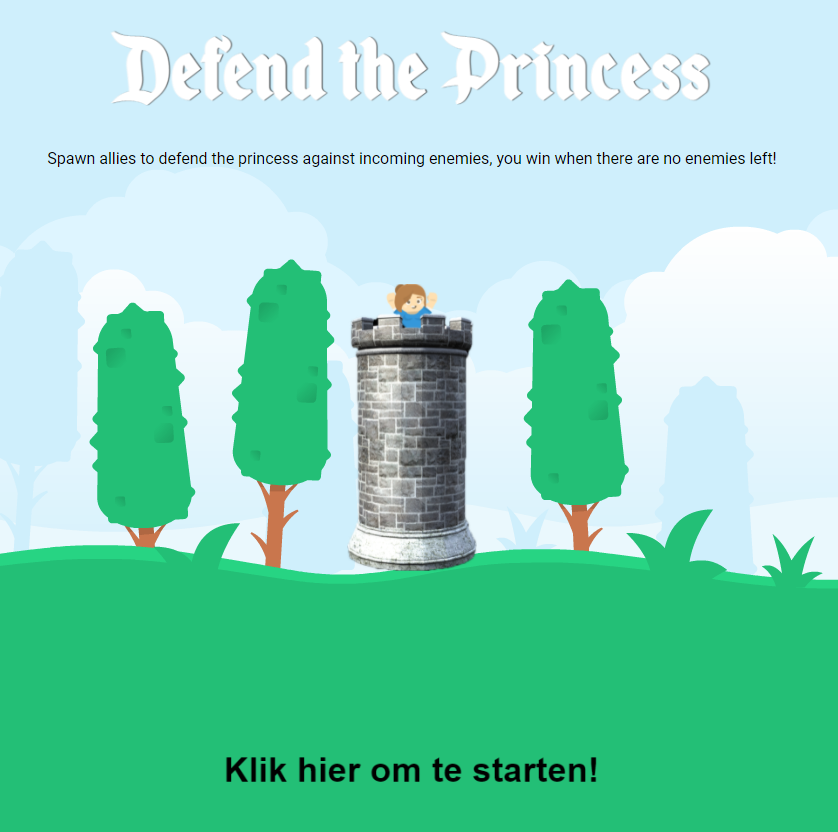 Defend the Princess
Spawn allies to defend the princess against incoming enemies, you win when there are no enemies left!
Klik hier om te starten!